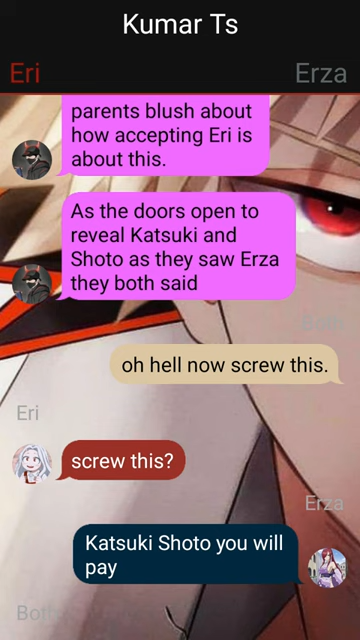 Kumar Ts
Eri
Erza
parents blush about
how accepting Eri is
about this.
As the doors open to
reveal Katsuki and
Shoto as they saw Erza
they both said
Both
oh hell now screw this.
Eri
screw this?
Erza
Katsuki Shoto you will
pay
Both